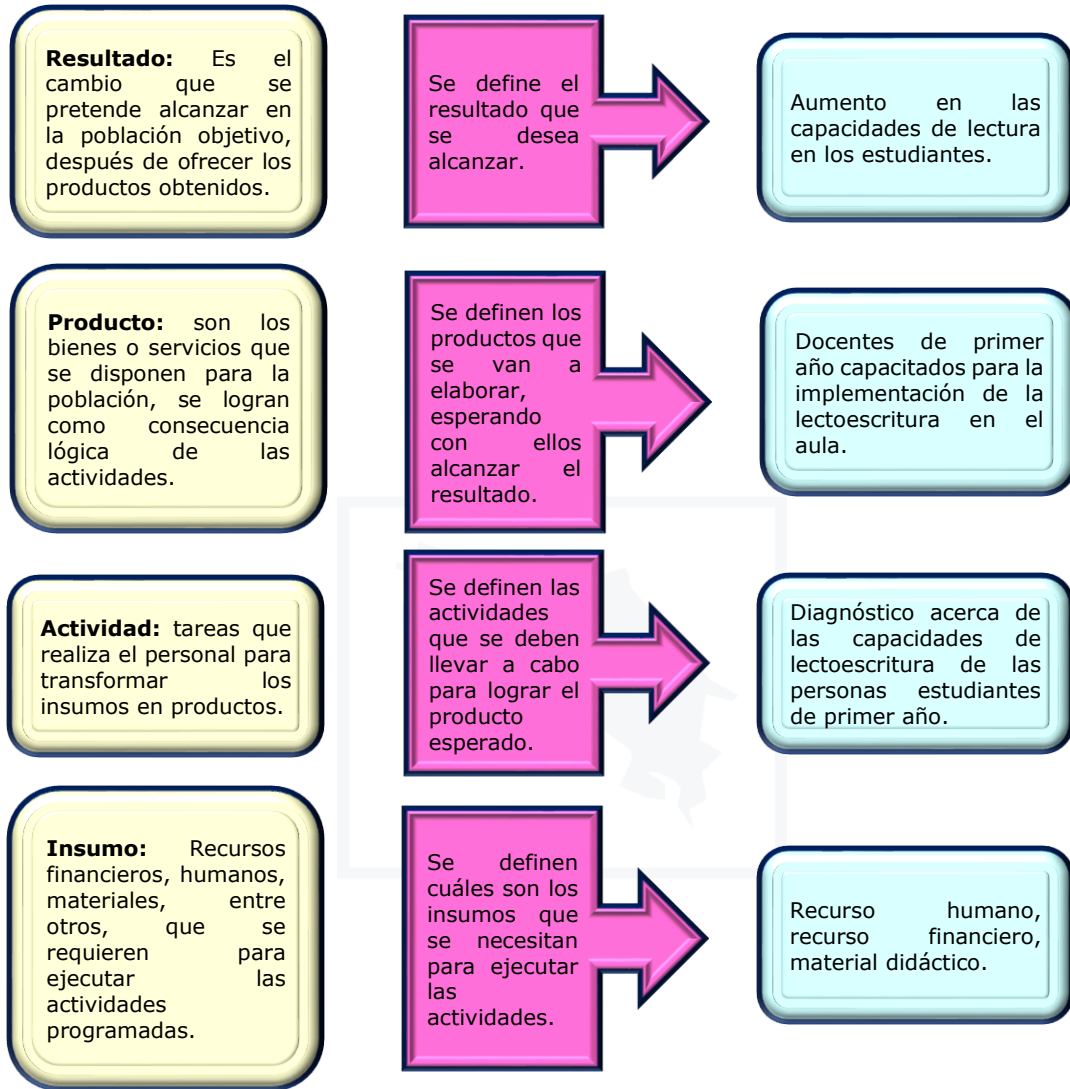 Resultado: Es el
cambio que se
pretende alcanzar en
la población objetivo,
después de ofrecer los
productos obtenidos.
Se define el
resultado que
se desea
alcanzar.
Aumento en las
capacidades de lectura
en los estudiantes.
Producto: son los
bienes o servicios que
se disponen para la
población, se logran
como consecuencia
lógica de las
actividades.
Se definen los
productos que
se van a
elaborar,
esperando
con ellos
alcanzar el
resultado.
Docentes de primer
año capacitados para la
implementación de la
lectoescritura en el
aula.
Actividad: tareas que
realiza el personal para
transformar los
insumos en productos.
Se definen las
actividades
que se deben
llevar a cabo
para lograr el
producto
esperado.
Diagnóstico acerca de
las capacidades de
lectoescritura de las
personas estudiantes
de primer año.
Insumo: Recursos
financieros, humanos,
materiales, entre
otros, que se
requieren para
ejecutar las
actividades
programadas.
Se definen
cuáles son los
insumos que
se necesitan
para ejecutar
las
actividades.
Recurso humano,
recurso financiero,
material didáctico.